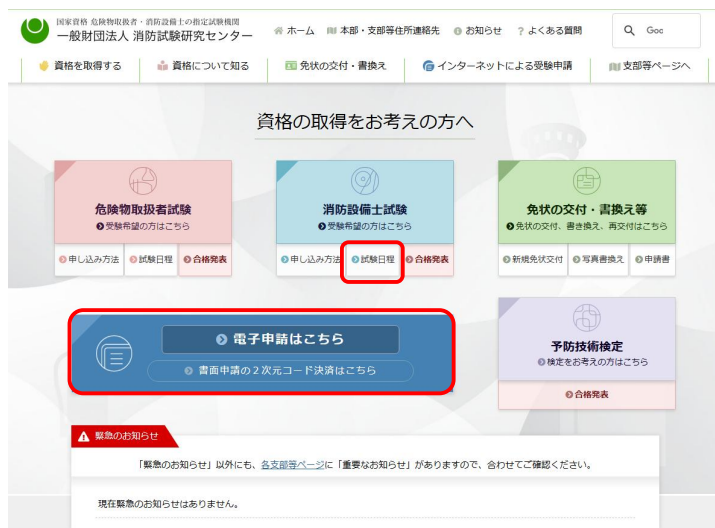 国家資格 危険物取扱者・消防設備士の指定試験機関
一般財団法人 消防試験研究センター
ホーム 本部・支部等住所連絡先 お知らせ ? よくある質問
Goo
資格を取得する 資格について知る 免状の交付・書換え インターネットによる受験申請 支部等ページへ
資格の取得をお考えの方へ
危険物取扱者試験
受験希望の方はこちら
申し込み方法 試験日程 合格発表
消防設備士試験
受験希望の方はこちら
申し込み方法 試験日程 合格発表
免状の交付・書換え等
免状の交付、書き換え、再交付はこちら
新規免状交付 写真書換え 申請書
電子申請はこちら
書面申請の2次元コード決済はこちら
予防技術検定
検定をお考えの方はこちら
合格発表
緊急のお知らせ
「緊急のお知らせ」以外にも、各支部等ページに「重要なお知らせ」がありますので、合わせてご確認ください。
現在緊急のお知らせはありません。